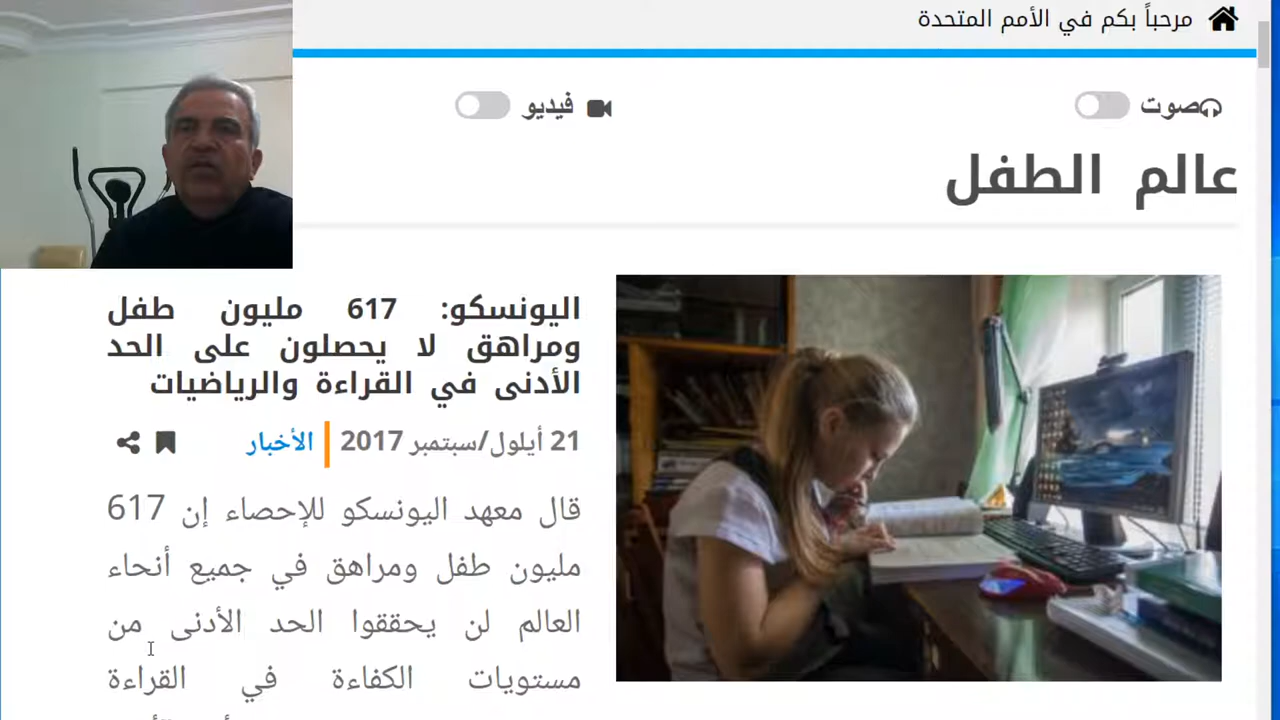 مرحباً بكم في الأمم المتحدة
صوت
فيديو
عالم الطفل
اليونسكو: 617 مليون طفل
ومراهق لا يحصلون على الحد
الأدنى في القراءة والرياضيات
21 أيلول/سبتمبر 2017 | الأخبار
قال معهد اليونسكو للإحصاء إن 617
مليون طفل ومراهق في جميع أنحاء
العالم لن يحققوا الحد الأدنى من
مستويات الكفاءة في القراءة